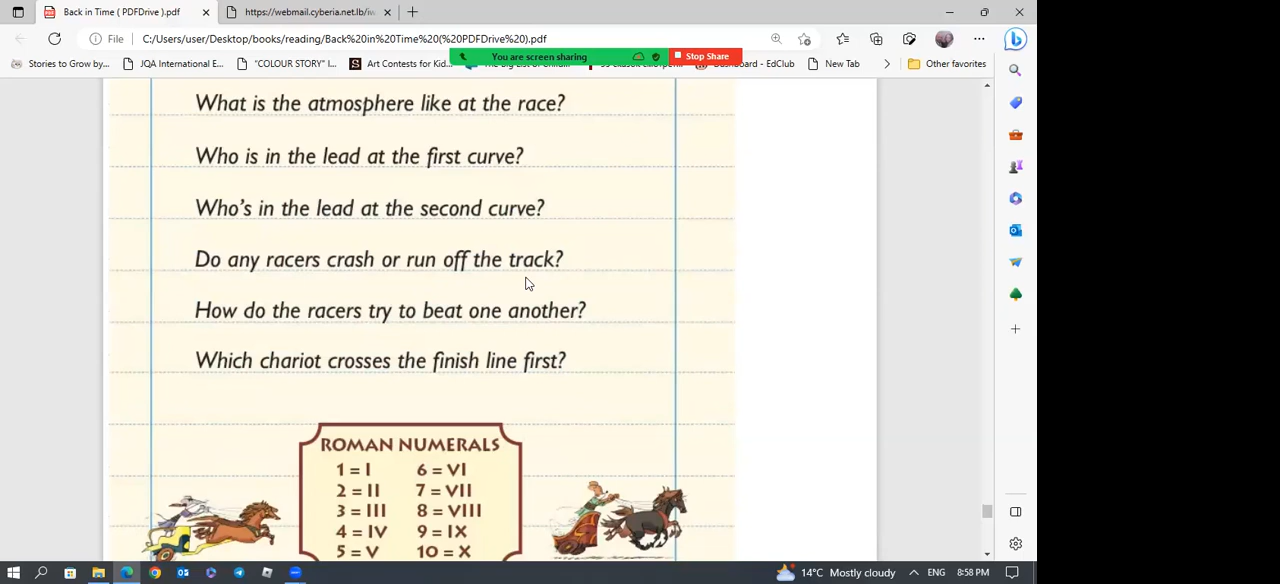 Back in Time ( PDFDrive ).pdf
https://webmail.cyberia.net.lb/iw
File
C:/Users/user/Desktop/books/reading/Back%20in%20Time%20(%20PDFDrive%20).pdf
You are screen sharing
Stop Share
Stories to Grow by...
JQA International E...
"COLOUR STORY" I...
Art Contests for Kid...
Dashboard - EdClub
New Tab
Other favorites
What is the atmosphere like at the race?
Who is in the lead at the first curve?
Who's in the lead at the second curve?
Do any racers crash or run off the track?
How do the racers try to beat one another?
Which chariot crosses the finish line first?
ROMAN NUMERALS
1 = I 6 = VI
2 = II 7 = VII
3 = III 8 = VIII
4 = IV 9 = IX
5 = V 10 = X
14°C Mostly cloudy
ENG
8:58 PM